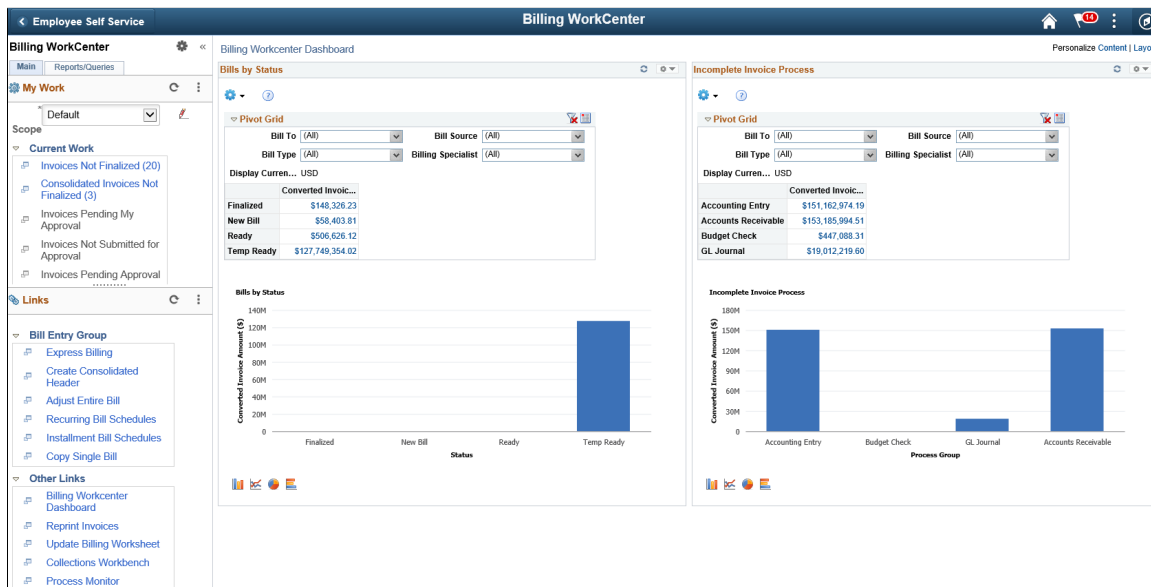 Employee Self Service
Billing WorkCenter
14
Billing WorkCenter
«
Main
Reports/Queries
My Work
*
Default
Scope
Current Work
Invoices Not Finalized (20)
Consolidated Invoices Not
Finalized (3)
Invoices Pending My
Approval
Invoices Not Submitted for
Approval
Invoices Pending Approval
Links
Bill Entry Group
Express Billing
Create Consolidated
Header
Adjust Entire Bill
Recurring Bill Schedules
Installment Bill Schedules
Copy Single Bill
Other Links
Billing Workcenter
Dashboard
Reprint Invoices
Update Billing Worksheet
Collections Workbench
Process Monitor
Billing Workcenter Dashboard
Personalize Content | Layo
Bills by Status
?
Pivot Grid
Bill To (All) Bill Source (All)
Bill Type (All) Billing Specialist (All)
Display Curren... USD
Converted Invoic...
Finalized $148,326.23
New Bill $58,403.81
Ready $506,626.12
Temp Ready $127,749,354.02
Bills by Status
Converted Invoice Amount ($)
140M
120M
100M
80M
60M
40M
20M
0
Finalized New Bill Ready Temp Ready
Status
Incomplete Invoice Process
?
Pivot Grid
Bill To (All) Bill Source (All)
Bill Type (All) Billing Specialist (All)
Display Curren... USD
Converted Invoic...
Accounting Entry $151,162,974.19
Accounts Receivable $153,185,994.51
Budget Check $447,088.31
GL Journal $19,012,219.60
Incomplete Invoice Process
Converted Invoice Amount ($)
180M
150M
120M
90M
60M
30M
0
Accounting Entry Budget Check GL Journal Accounts Receivable
Process Group